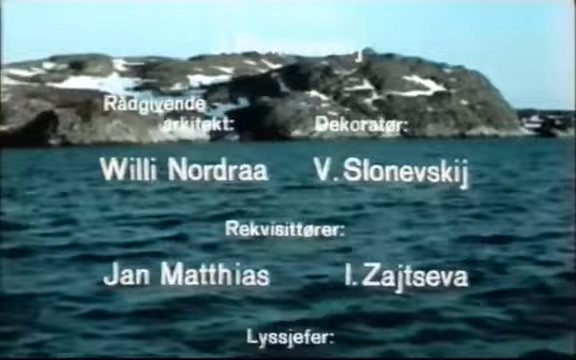 Rådgivende
arkitekt:
Dekoratør:
Willi Nordraa
V. Slonevskij
Rekvisittører:
Jan Matthias
I. Zajtseva
Lyssjefer: